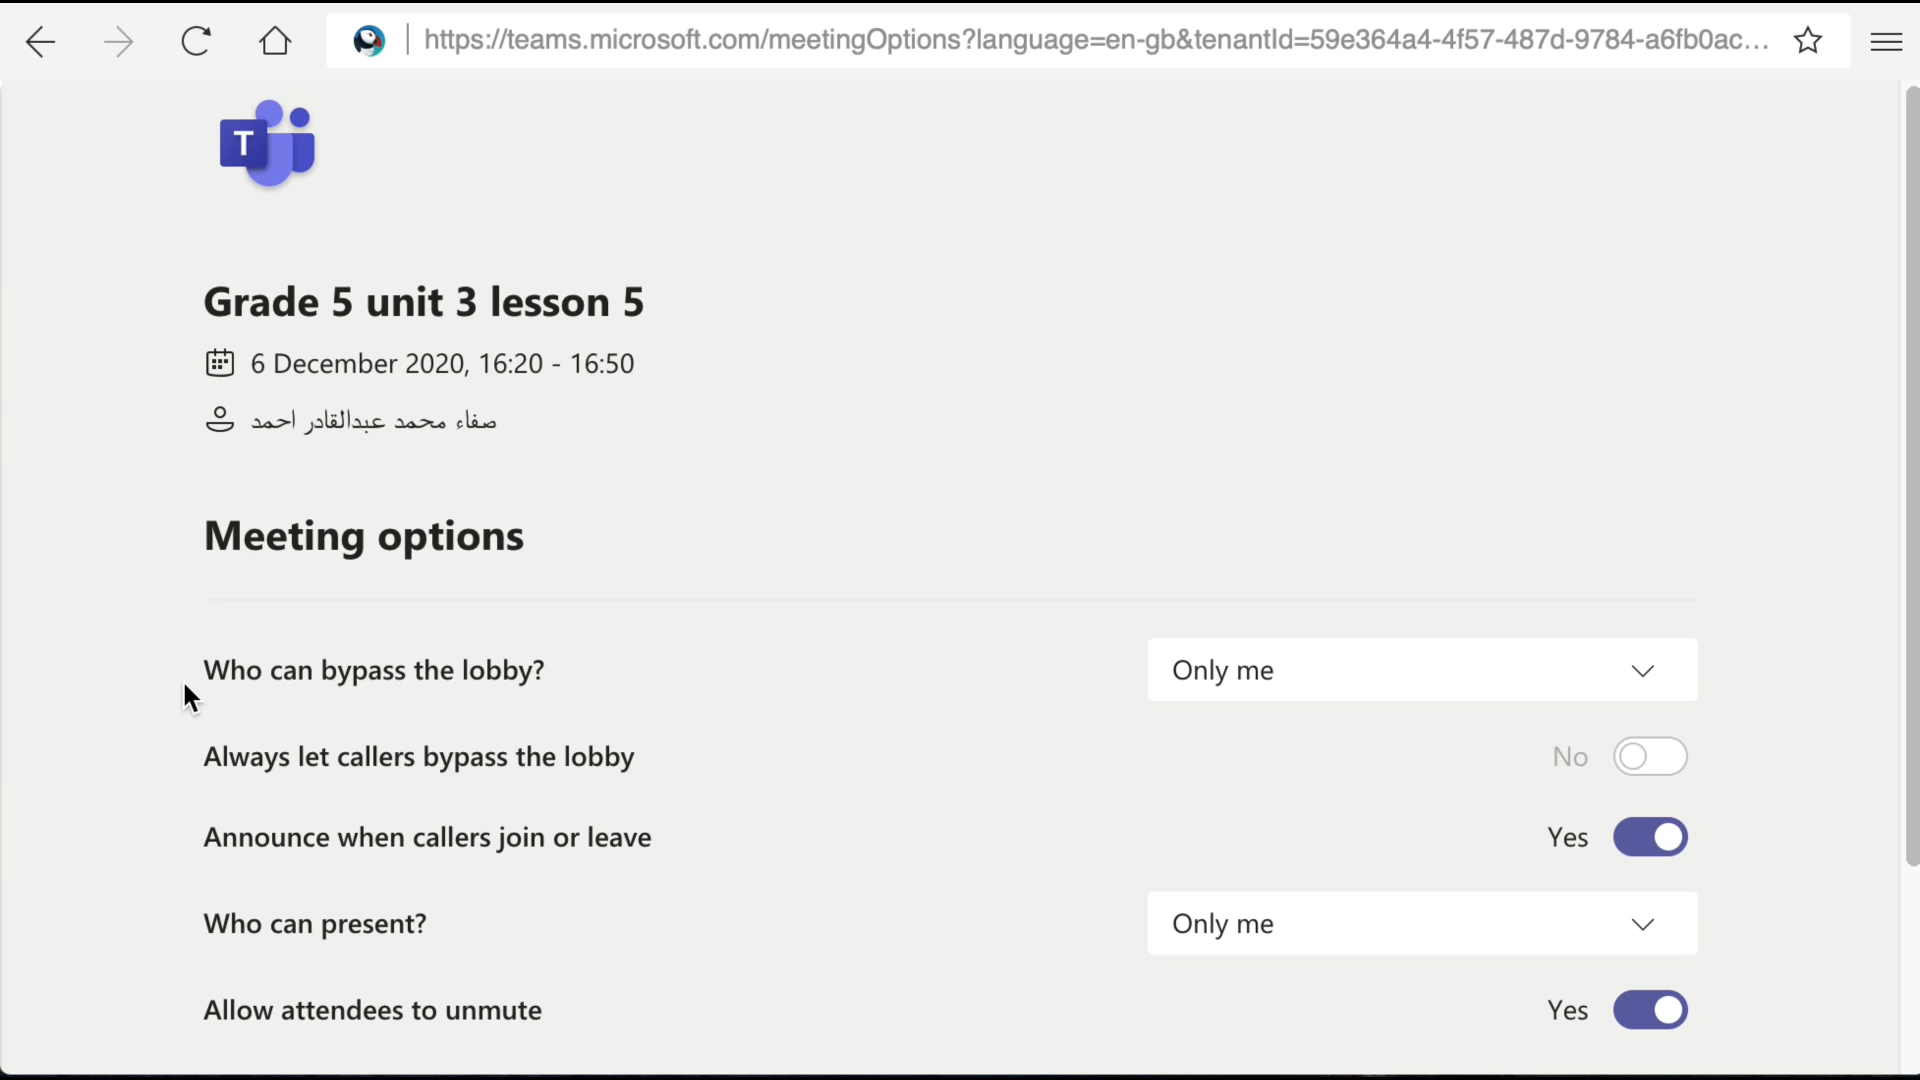 https://teams.microsoft.com/meetingOptions?language=en-gb&tenantId=59e364a4-4f57-487d-9784-a6fb0ac...
T
Grade 5 unit 3 lesson 5
6 December 2020, 16:20 - 16:50
صفاء محمد عبدالقادر احمد
Meeting options
Who can bypass the lobby? Only me
Always let callers bypass the lobby No
Announce when callers join or leave Yes
Who can present? Only me
Allow attendees to unmute Yes